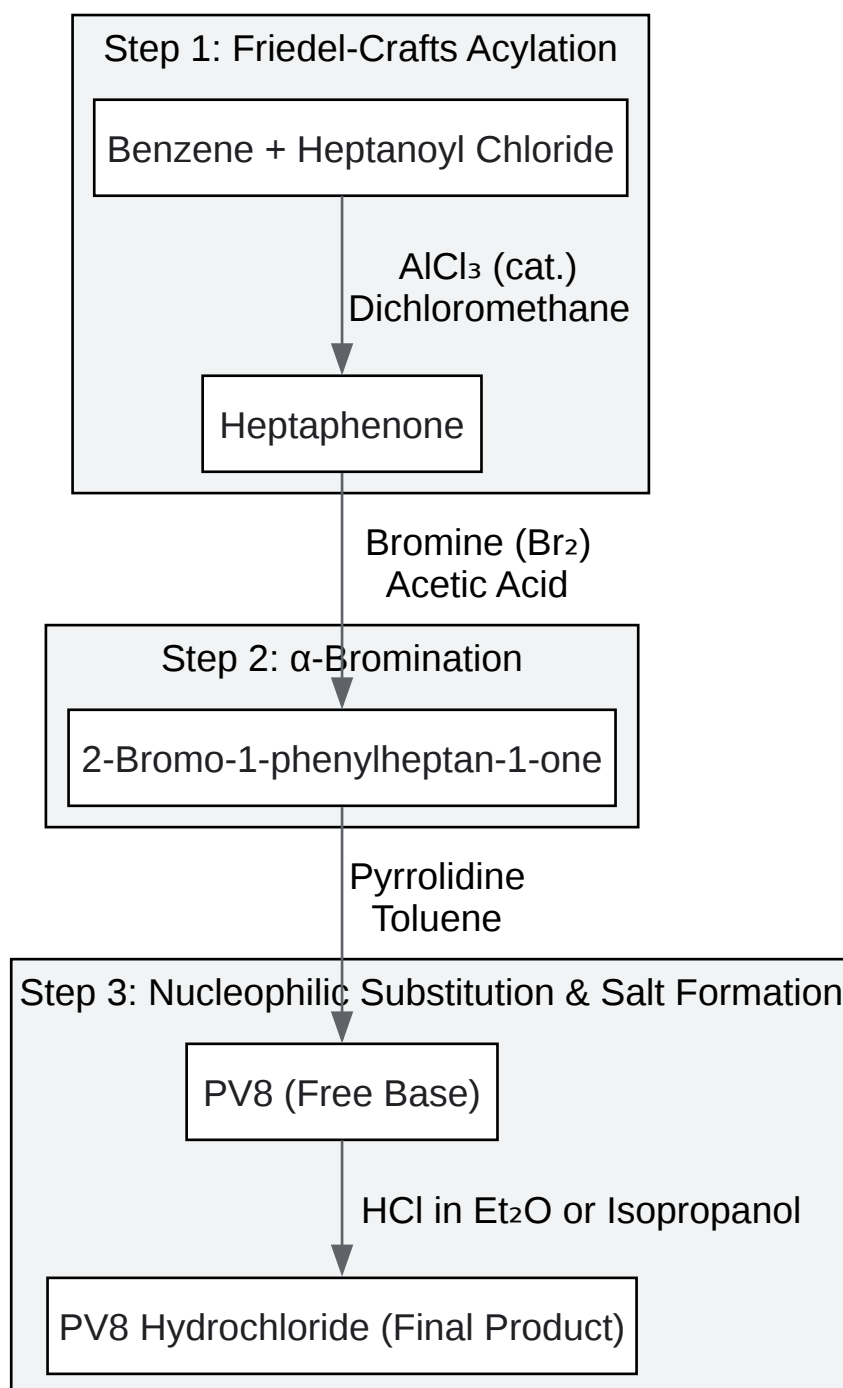 Step 1: Friedel-Crafts Acylation
Benzene + Heptanoyl Chloride
AlCl₃ (cat.)
Dichloromethane
Heptaphenone
Bromine (Br₂)
Acetic Acid
Step 2: α-Bromination
2-Bromo-1-phenylheptan-1-one
Pyrrolidine
Toluene
Step 3: Nucleophilic Substitution & Salt Formation
PV8 (Free Base)
HCl in Et₂O or Isopropanol
PV8 Hydrochloride (Final Product)